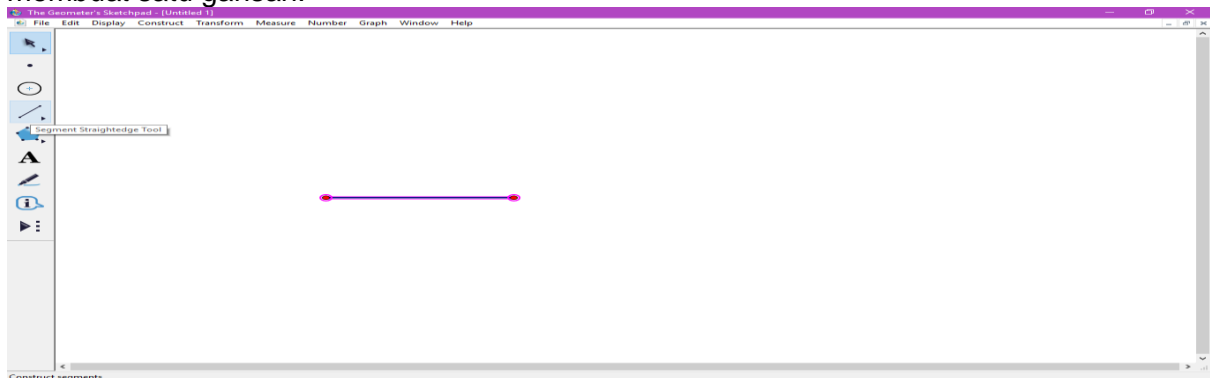 membuat satu garisan.
The Geometer's Sketchpad - [Untitled 1]
File Edit Display Construct Transform Measure Number Graph Window Help
Segment Straightedge Tool
A
i
Construct segments